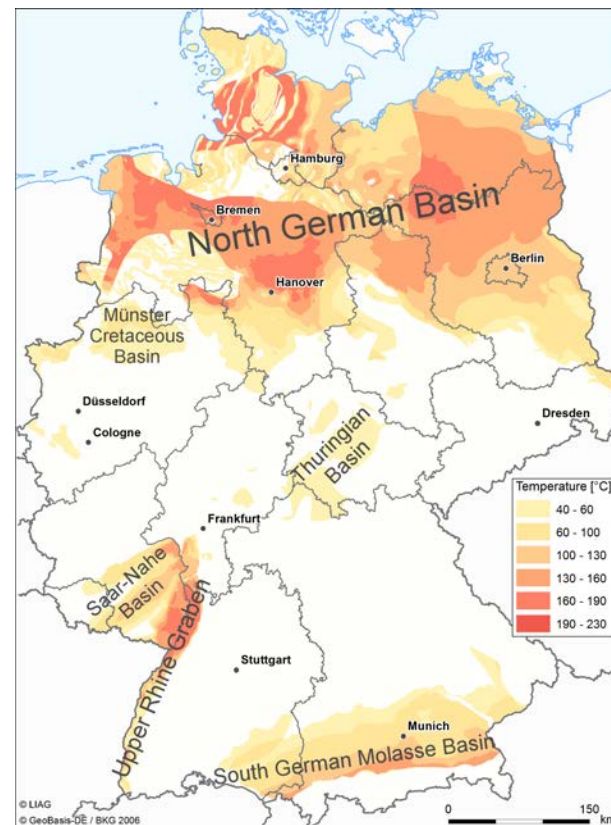 Hamburg
Bremen
North German Basin
Berlin
Hanover
Münster
Cretaceous
Basin
Düsseldorf
Cologne
Thuringian
Basin
Dresden
Temperature [°C]
40 - 60
60 - 100
100 - 130
130 - 160
160 - 190
190 - 230
Frankfurt
Saar-Nahe
Basin
Upper Rhine Graben
Stuttgart
Munich
South German Molasse Basin
© LIAG
© GeoBasis-DE / BKG 2006
0 150
km